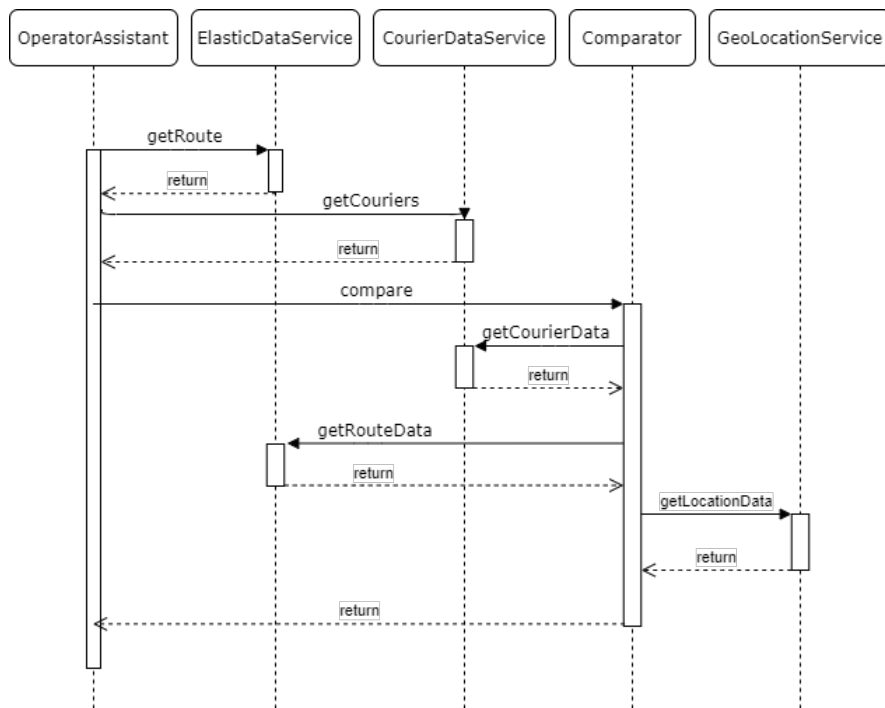 OperatorAssistant
ElasticDataService
CourierDataService
Comparator
GeoLocationService
getRoute
return
getCouriers
return
compare
getCourierData
return
getRouteData
return
getLocationData
return
return